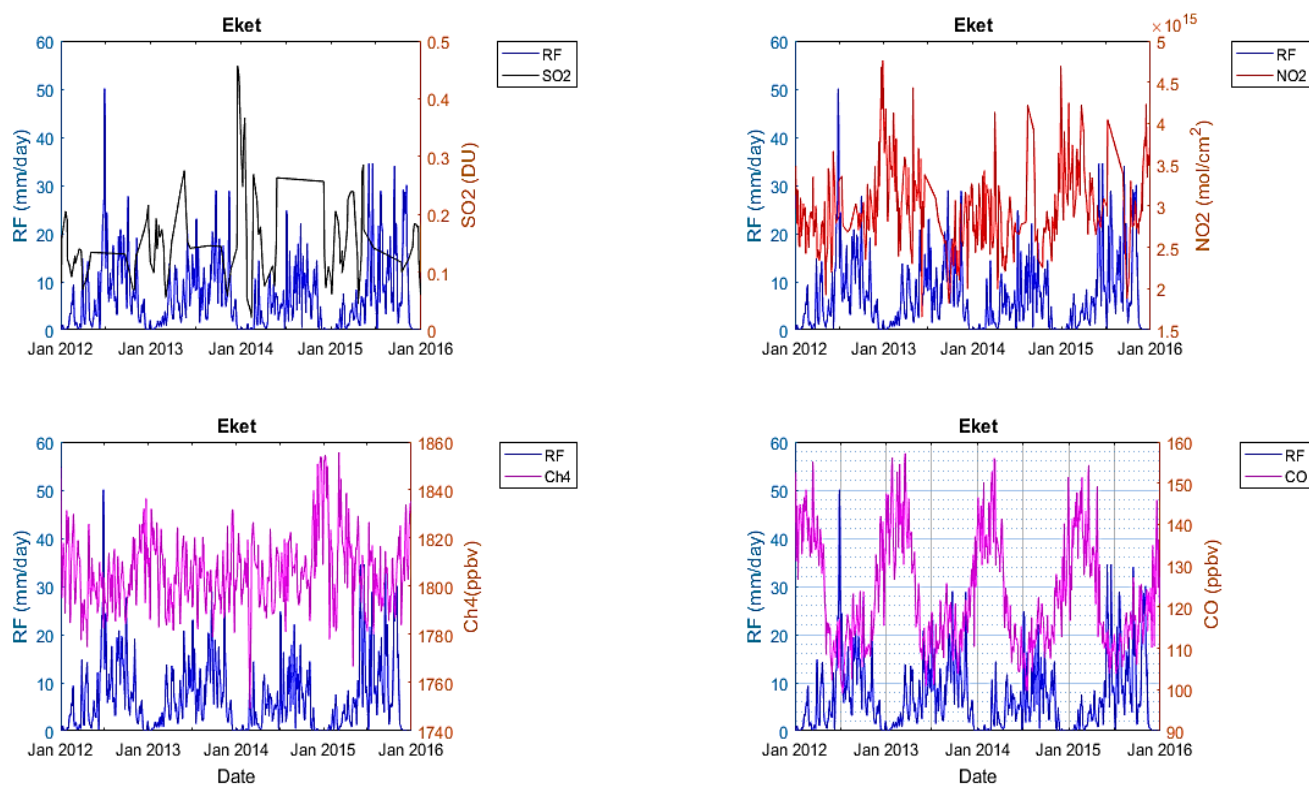 Eket
60
50
40
30
20
10
0
RF (mm/day)
0.5
0.4
0.3
0.2
0.1
0
SO2 (DU)
Jan 2012 Jan 2013 Jan 2014 Jan 2015 Jan 2016
RF
SO2
Eket
60
50
40
30
20
10
0
RF (mm/day)
×10^15
5
4.5
4
3.5
3
2.5
2
1.5
NO2 (mol/cm²)
Jan 2012 Jan 2013 Jan 2014 Jan 2015 Jan 2016
RF
NO2
Eket
60
50
40
30
20
10
0
RF (mm/day)
1860
1840
1820
1800
1780
1760
1740
Ch4(ppbv)
Jan 2012 Jan 2013 Jan 2014 Jan 2015 Jan 2016
Date
RF
Ch4
Eket
60
50
40
30
20
10
0
RF (mm/day)
160
150
140
130
120
110
100
90
CO (ppbv)
Jan 2012 Jan 2013 Jan 2014 Jan 2015 Jan 2016
Date
RF
CO